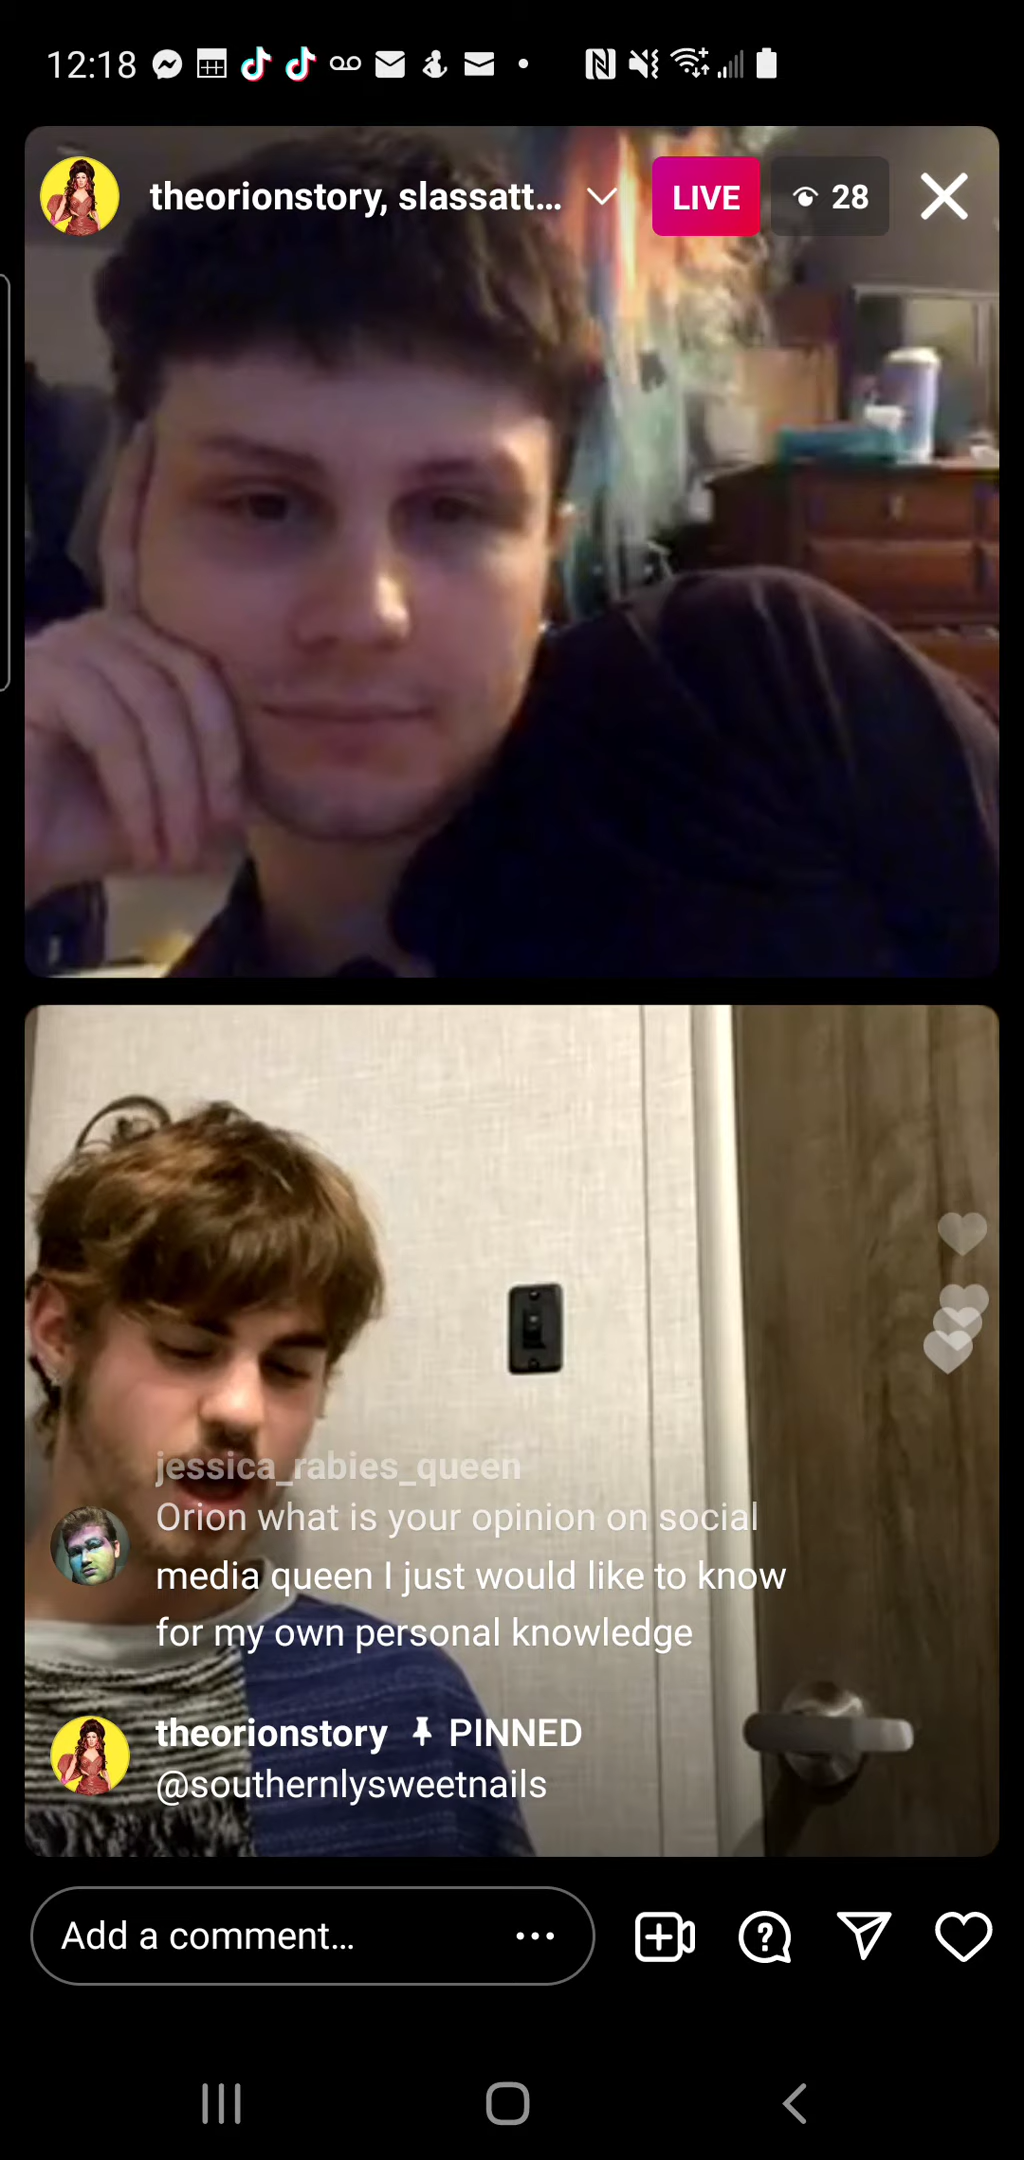 12:18
theorionstory, slassatt...
LIVE
28
jessica_rabies_queen
Orion what is your opinion on social
media queen I just would like to know
for my own personal knowledge
theorionstory PINNED
@southernlysweetnails
Add a comment...